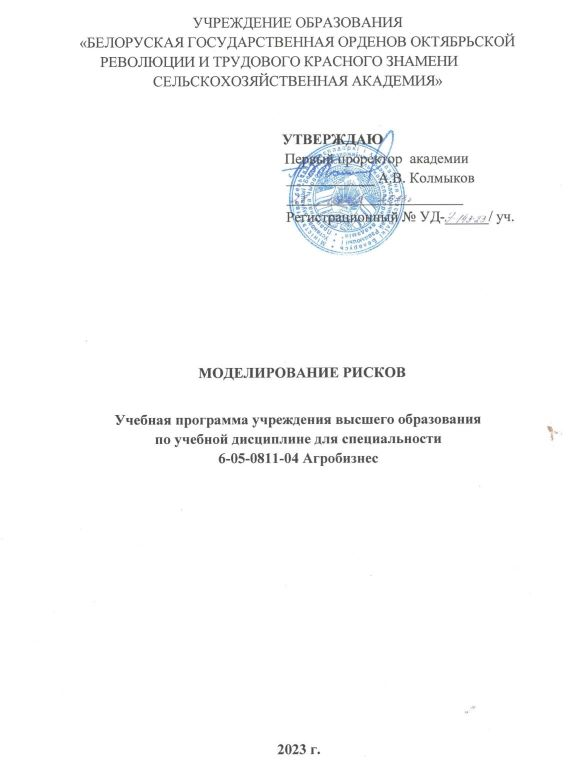 УЧРЕЖДЕНИЕ ОБРАЗОВАНИЯ
«БЕЛОРУСКАЯ ГОСУДАРСТВЕННАЯ ОРДЕНОВ ОКТЯБРЬСКОЙ
РЕВОЛЮЦИИ И ТРУДОВОГО КРАСНОГО ЗНАМЕНИ
СЕЛЬСКОХОЗЯЙСТВЕННАЯ АКАДЕМИЯ»
УТВЕРЖДАЮ
Первый проректор академии
А.В. Колмыков
Регистрационный № УД- / уч.
МОДЕЛИРОВАНИЕ РИСКОВ
Учебная программа учреждения высшего образования
по учебной дисциплине для специальности
6-05-0811-04 Агробизнес
2023 г.